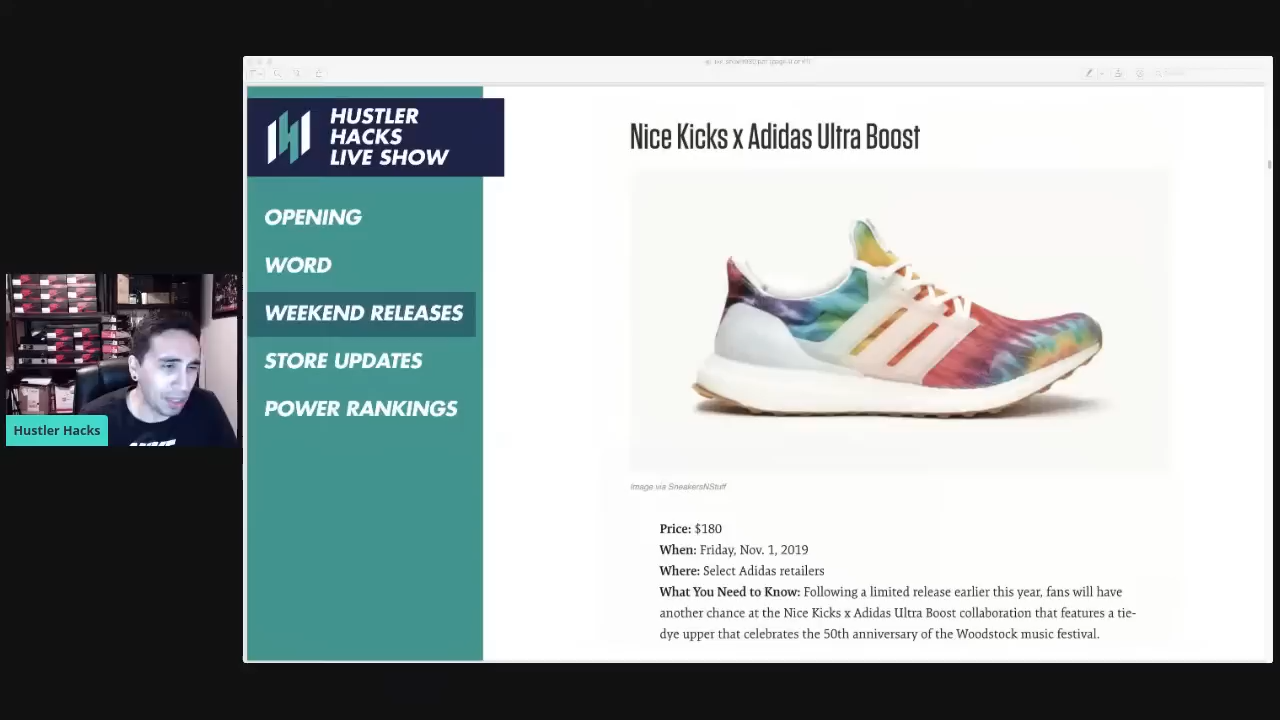 HUSTLER
HACKS
LIVE SHOW
OPENING
WORD
WEEKEND RELEASES
STORE UPDATES
POWER RANKINGS
Hustler Hacks
Nice Kicks x Adidas Ultra Boost
Image via SneakersNStuff
Price: $180
When: Friday, Nov. 1, 2019
Where: Select Adidas retailers
What You Need to Know: Following a limited release earlier this year, fans will have
another chance at the Nice Kicks x Adidas Ultra Boost collaboration that features a tie-
dye upper that celebrates the 50th anniversary of the Woodstock music festival.